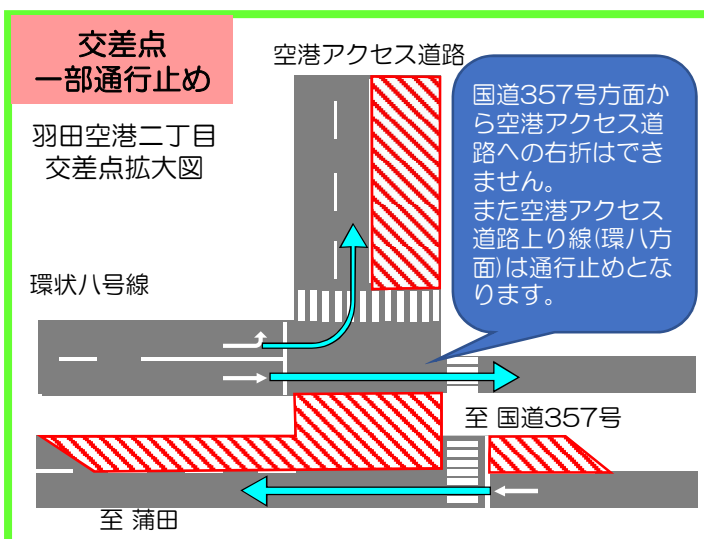 交差点
一部通行止め
空港アクセス道路
羽田空港二丁目
交差点拡大図
国道357号方面か
ら空港アクセス道
路への右折はでき
ません。
また空港アクセス
道路上り線(環八方
面)は通行止めとな
ります。
環状八号線
至 国道357号
至 蒲田